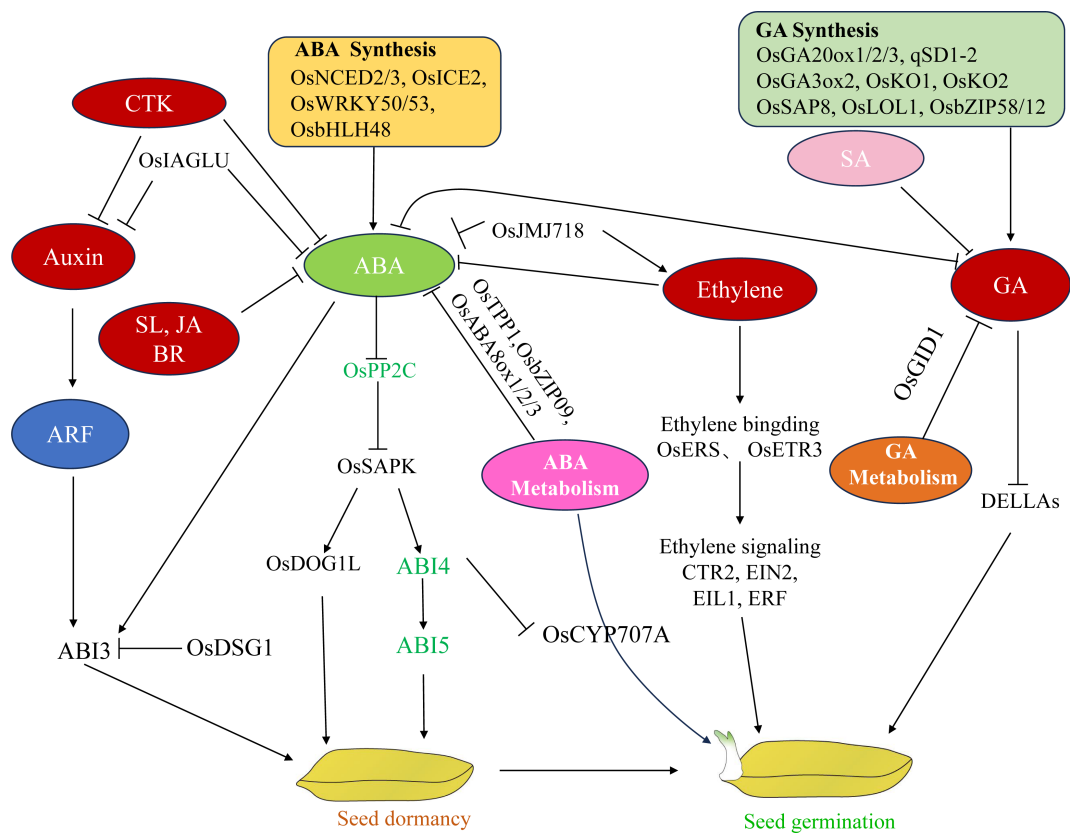 ABA  Synthesis
OsNCED2/3, OsICE2,
OsWRKY50/53,
OsbHLH48
GA Synthesis
OsGA20ox1/2/3, qSD1-2
OsGA3ox2, OsKO1, OsKO2
OsSAP8, OsLOL1, OsbZIP58/12
CTK
OsIAGLU
SA
OsJMJ718
Auxin
ABA
Ethylene
GA
SL, JA
BR
OsTPP1,OsbZIP09,
OsABA8ox1/2/3
OsPP2C
OsGID1
ARF
Ethylene bingding
OsERS、 OsETR3
OsSAPK
ABA
Metabolism
GA
Metabolism
DELLAs
OsDOG1L
ABI4
Ethylene signaling
CTR2, EIN2,
EIL1, ERF
OsCYP707A
ABI3
OsDSG1
ABI5
Seed dormancy
Seed germination